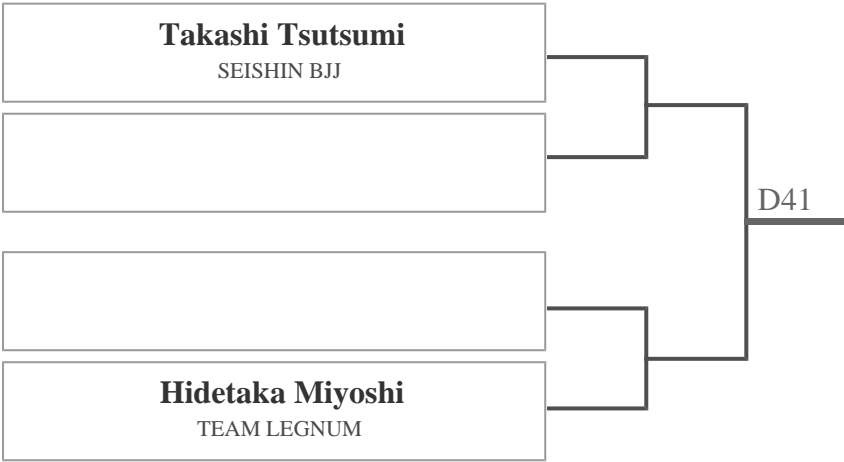 Takashi Tsutsumi
SEISHIN BJJ
D41
Hidetaka Miyoshi
TEAM LEGNUM